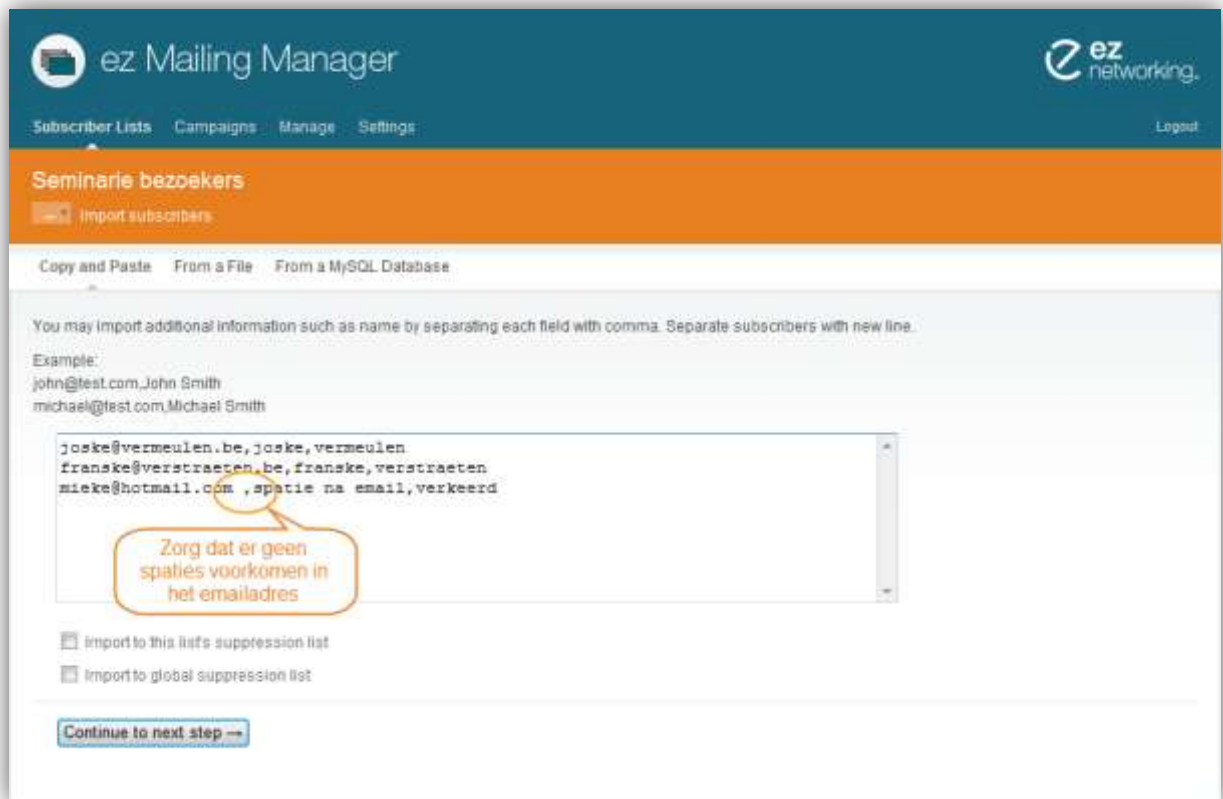 ez Mailing Manager
ez
networking.
Subscriber Lists Campaigns Manage Settings Logout
Seminarie bezoekers
Import subscribers
Copy and Paste From a File From a MySQL Database
You may import additional information such as name by separating each field with comma. Separate subscribers with new line.
Example:
john@test.com,John Smith
michael@test.com,Michael Smith
joske@vermeulen.be,joske,vermeulen
franske@verstraeten.be,franske,verstraeten
mieke@hotmail.com ,spatie na email,verkeerd
Zorg dat er geen
spaties voorkomen in
het emailadres
Import to this list's suppression list
Import to global suppression list
Continue to next step →